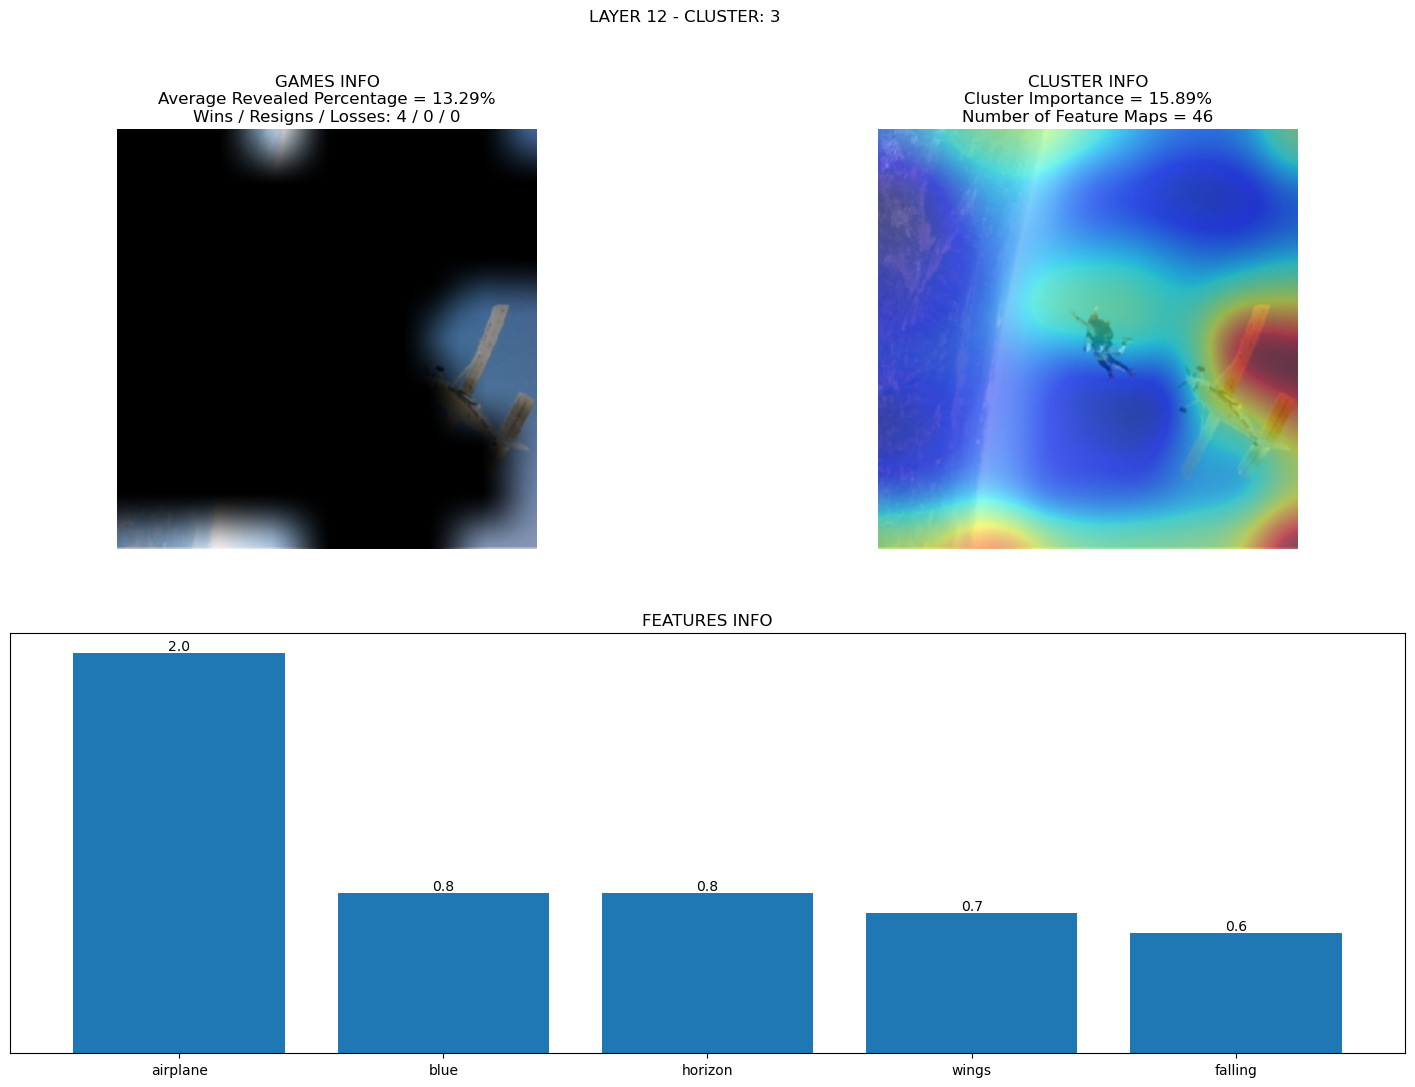 LAYER 12 - CLUSTER: 3
GAMES INFO
Average Revealed Percentage = 13.29%
Wins / Resigns / Losses: 4 / 0 / 0
CLUSTER INFO
Cluster Importance = 15.89%
Number of Feature Maps = 46
FEATURES INFO
2.0
0.8
0.8
0.7
0.6
airplane
blue
horizon
wings
falling